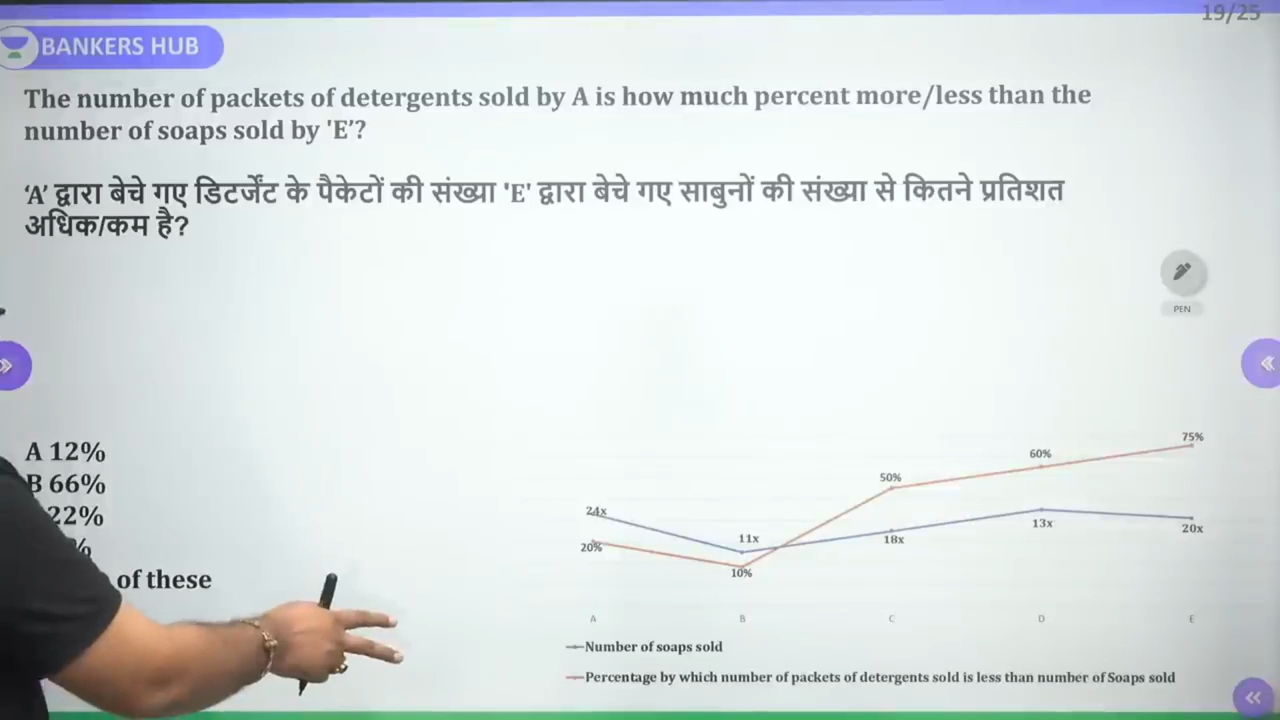 19/25
BANKERS HUB
The number of packets of detergents sold by A is how much percent more/less than the
number of soaps sold by 'E'?
‘A’ द्वारा बेचे गए डिटर्जेंट के पैकेटों की संख्या 'E' द्वारा बेचे गए साबुनों की संख्या से कितने प्रतिशत
अधिक/कम है?
PEN
A 12%
B 66%
22%
%
of these
75%
60%
50%
24x
11x
18x
13x
20x
20%
10%
A B C D E
Number of soaps sold
Percentage by which number of packets of detergents sold is less than number of Soaps sold